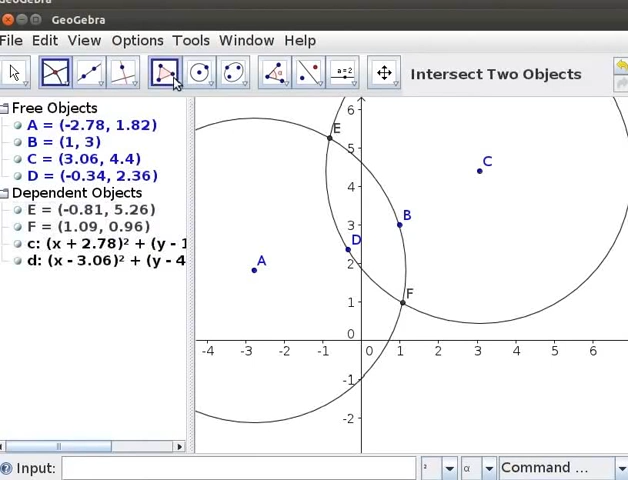 GeoGebra
GeoGebra
File Edit View Options Tools Window Help
a=2
Intersect Two Objects
Free Objects
A = (-2.78, 1.82)
B = (1, 3)
C = (3.06, 4.4)
D = (-0.34, 2.36)
Dependent Objects
E = (-0.81, 5.26)
F = (1.09, 0.96)
c: (x + 2.78)² + (y - 1
d: (x - 3.06)² + (y - 4
6
E
5
C
4
B
3
D
2
A
F
1
0
-4 -3 -2 -1 0 1 2 3 4 5 6
-1
-2
Input:
²
α
Command ...